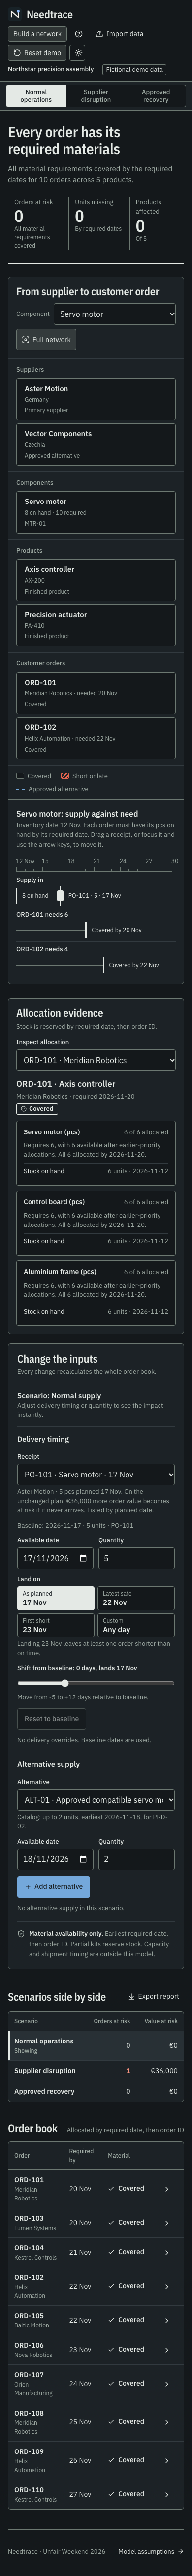 Needtrace
Build a network
Import data
Reset demo
Northstar precision assembly
Fictional demo data
Normal
operations
Supplier
disruption
Approved
recovery
Every order has its
required materials
All material requirements covered by the required
dates for 10 orders across 5 products.
Orders at risk
0
All material
requirements
covered
Units missing
0
By required dates
Products
affected
0
Of 5
From supplier to customer order
Component
Servo motor
Full network
Suppliers
Aster Motion
Germany
Primary supplier
Vector Components
Czechia
Approved alternative
Components
Servo motor
8 on hand · 10 required
MTR-01
Products
Axis controller
AX-200
Finished product
Precision actuator
PA-410
Finished product
Customer orders
ORD-101
Meridian Robotics · needed 20 Nov
Covered
ORD-102
Helix Automation · needed 22 Nov
Covered
Covered
Short or late
Approved alternative
Servo motor: supply against need
Inventory date 12 Nov. Each order must have its pcs on
hand by its required date. Drag a receipt, or focus it and
use the arrow keys, to move it.
12 Nov 15 18 21 24 27 30
Supply in
8 on hand
PO-101 · 5 · 17 Nov
ORD-101 needs 6
Covered by 20 Nov
ORD-102 needs 4
Covered by 22 Nov
Allocation evidence
Stock is reserved by required date, then order ID.
Inspect allocation
ORD-101 · Meridian Robotics
ORD-101 · Axis controller
Meridian Robotics · required 2026-11-20
Covered
Servo motor (pcs)
6 of 6 allocated
Requires 6, with 6 available after earlier-priority
allocations. All 6 allocated by 2026-11-20.
Stock on hand
6 units · 2026-11-12
Control board (pcs)
6 of 6 allocated
Requires 6, with 6 available after earlier-priority
allocations. All 6 allocated by 2026-11-20.
Stock on hand
6 units · 2026-11-12
Aluminium frame (pcs)
6 of 6 allocated
Requires 6, with 6 available after earlier-priority
allocations. All 6 allocated by 2026-11-20.
Stock on hand
6 units · 2026-11-12
Change the inputs
Every change recalculates the whole order book.
Scenario: Normal supply
Adjust delivery timing or quantity to see the impact
instantly.
Delivery timing
Receipt
PO-101 · Servo motor · 17 Nov
Aster Motion · 5 pcs planned 17 Nov. On the
unchanged plan, €36,000 more order value becomes
at risk if it never arrives. Listed by planned date.
Baseline: 2026-11-17 · 5 units · PO-101
Available date
Quantity
17/11/2026
5
Land on
As planned
17 Nov
Latest safe
22 Nov
First short
23 Nov
Custom
Any day
Landing 23 Nov leaves at least one order shorter than
on time.
Shift from baseline: 0 days, lands 17 Nov
Move from -5 to +12 days relative to baseline.
Reset to baseline
No delivery overrides. Baseline dates are used.
Alternative supply
Alternative
ALT-01 · Approved compatible servo mo
Catalog: up to 2 units, earliest 2026-11-18, for PRD-
02.
Available date
Quantity
18/11/2026
2
Add alternative
No alternative supply in this scenario.
Material availability only. Earliest required date,
then order ID. Partial kits reserve stock. Capacity
and shipment timing are outside this model.
Scenarios side by side
Export report
Scenario
Orders at risk
Value at risk
Normal operations
Showing
0
€0
Supplier disruption
1
€36,000
Approved recovery
0
€0
Order book
Allocated by required date, then order ID
Order
Required
by
Material
ORD-101
Meridian
Robotics
20 Nov
Covered
ORD-103
Lumen Systems
20 Nov
Covered
ORD-104
Kestrel Controls
21 Nov
Covered
ORD-102
Helix
Automation
22 Nov
Covered
ORD-105
Baltic Motion
22 Nov
Covered
ORD-106
Nova Robotics
23 Nov
Covered
ORD-107
Orion
Manufacturing
24 Nov
Covered
ORD-108
Meridian
Robotics
25 Nov
Covered
ORD-109
Helix
Automation
26 Nov
Covered
ORD-110
Kestrel Controls
27 Nov
Covered
Needtrace · Unfair Weekend 2026
Model assumptions